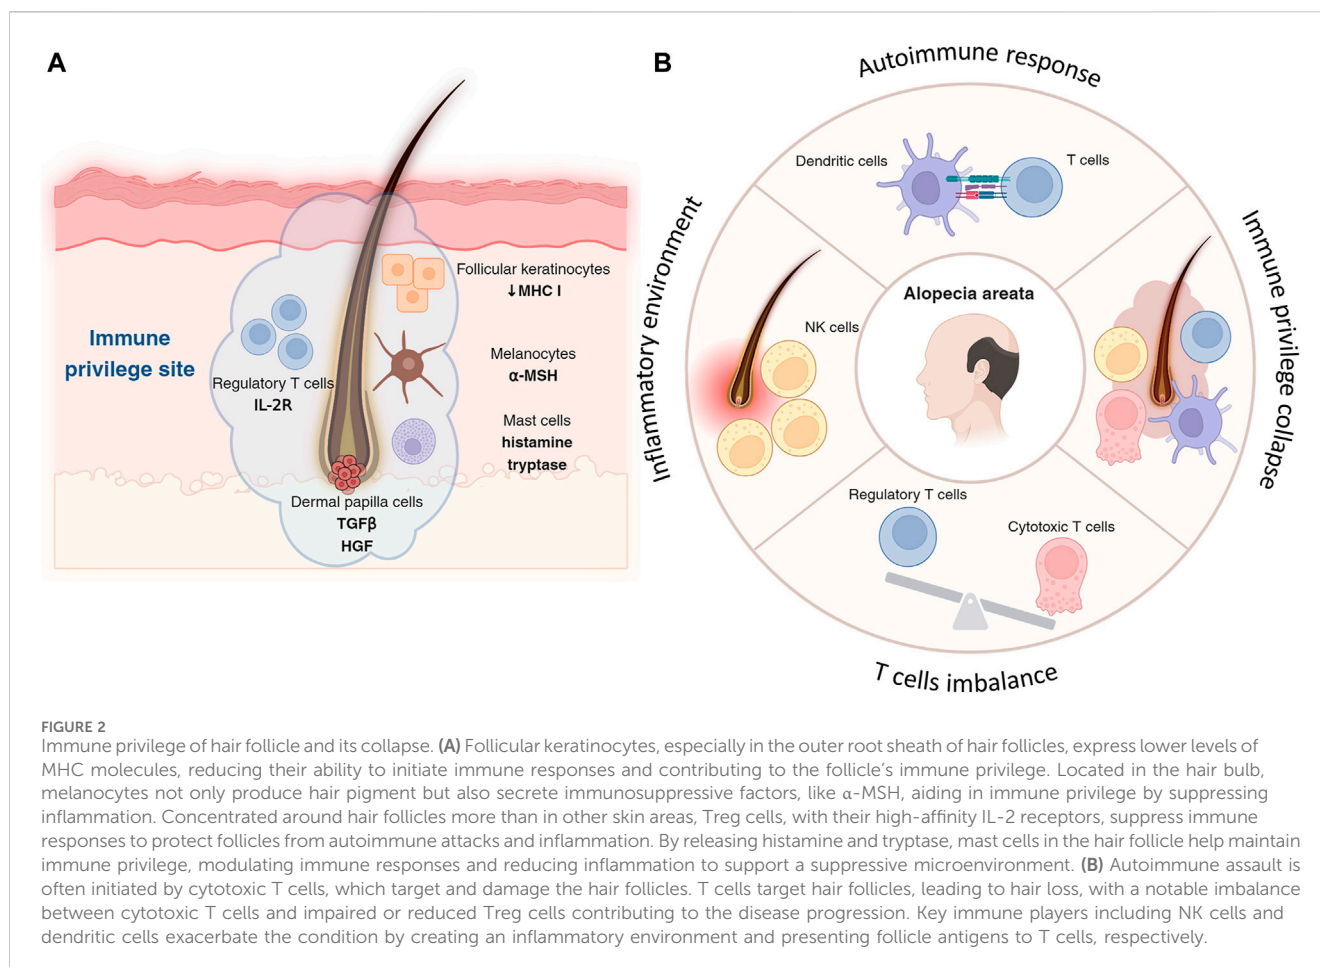 A
Immune
privilege site
Regulatory T cells
IL-2R
Follicular keratinocytes
↓MHC I
Melanocytes
α-MSH
Mast cells
histamine
tryptase
Dermal papilla cells
TGFβ
HGF
B
Autoimmune response
Dendritic cells
T cells
Inflammatory environment
NK cells
Alopecia areata
Immune privilege collapse
Regulatory T cells
Cytotoxic T cells
T cells imbalance
FIGURE 2
Immune privilege of hair follicle and its collapse. (A) Follicular keratinocytes, especially in the outer root sheath of hair follicles, express lower levels of
MHC molecules, reducing their ability to initiate immune responses and contributing to the follicle's immune privilege. Located in the hair bulb,
melanocytes not only produce hair pigment but also secrete immunosuppressive factors, like α-MSH, aiding in immune privilege by suppressing
inflammation. Concentrated around hair follicles more than in other skin areas, Treg cells, with their high-affinity IL-2 receptors, suppress immune
responses to protect follicles from autoimmune attacks and inflammation. By releasing histamine and tryptase, mast cells in the hair follicle help maintain
immune privilege, modulating immune responses and reducing inflammation to support a suppressive microenvironment. (B) Autoimmune assault is
often initiated by cytotoxic T cells, which target and damage the hair follicles. T cells target hair follicles, leading to hair loss, with a notable imbalance
between cytotoxic T cells and impaired or reduced Treg cells contributing to the disease progression. Key immune players including NK cells and
dendritic cells exacerbate the condition by creating an inflammatory environment and presenting follicle antigens to T cells, respectively.